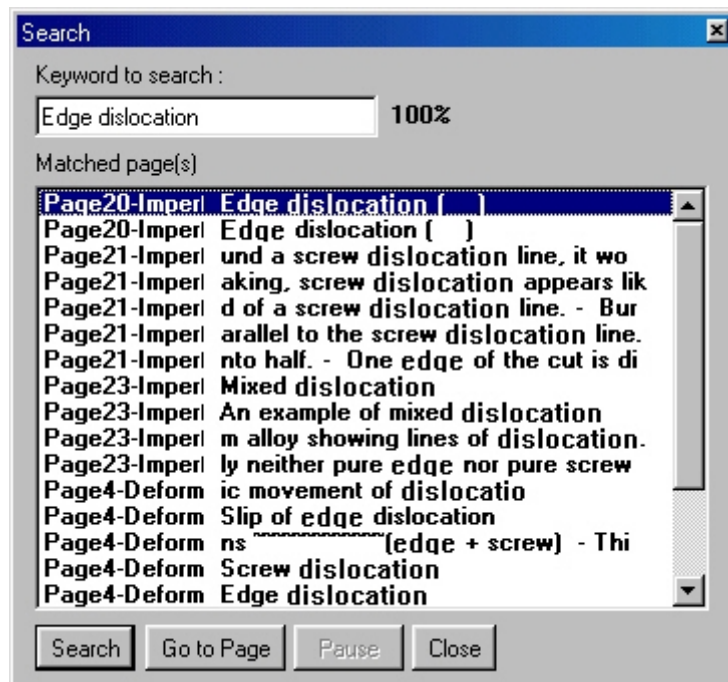 Search
Keyword to search :
Edge dislocation 100%
Matched page(s)
Page20-Imperl Edge dislocation ( )
Page20-Imperl Edge dislocation ( )
Page21-Imperl und a screw dislocation line, it wo
Page21-Imperl aking, screw dislocation appears lik
Page21-Imperl d of a screw dislocation line. - Bur
Page21-Imperl arallel to the screw dislocation line.
Page21-Imperl nto half. - One edge of the cut is di
Page23-Imperl Mixed dislocation
Page23-Imperl An example of mixed dislocation
Page23-Imperl m alloy showing lines of dislocation.
Page23-Imperl ly neither pure edge nor pure screw
Page4-Deform ic movement of dislocatio
Page4-Deform Slip of edge dislocation
Page4-Deform ns ~~~~~~~~~~~~ (edge + screw) - Thi
Page4-Deform Screw dislocation
Page4-Deform Edge dislocation
Search Go to Page Pause Close